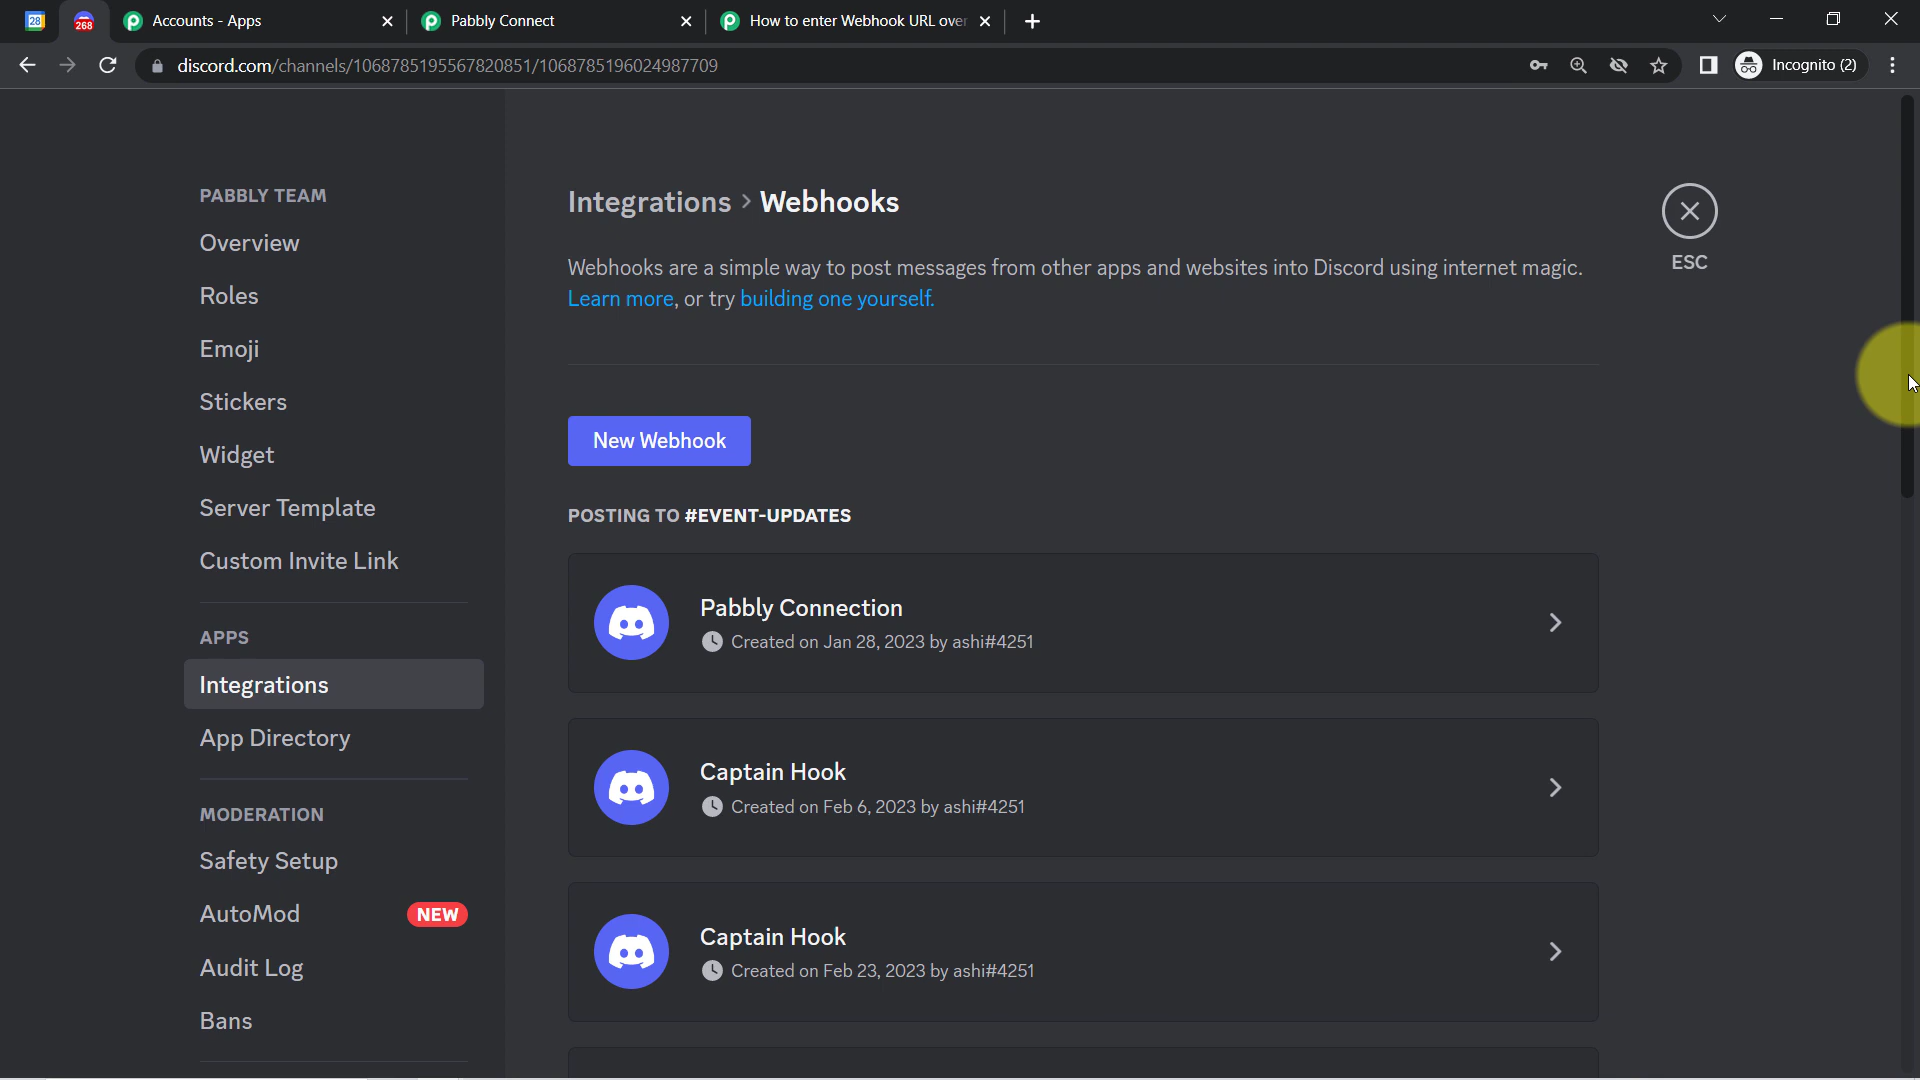 28
268
Accounts - Apps
Pabbly Connect
How to enter Webhook URL over
discord.com/channels/1068785195567820851/1068785196024987709
Incognito (2)
PABBLY TEAM
Overview
Roles
Emoji
Stickers
Widget
Server Template
Custom Invite Link
APPS
Integrations
App Directory
MODERATION
Safety Setup
AutoMod
NEW
Audit Log
Bans
Integrations > Webhooks
Webhooks are a simple way to post messages from other apps and websites into Discord using internet magic.
Learn more, or try building one yourself.
ESC
New Webhook
POSTING TO #EVENT-UPDATES
Pabbly Connection
Created on Jan 28, 2023 by ashi#4251
Captain Hook
Created on Feb 6, 2023 by ashi#4251
Captain Hook
Created on Feb 23, 2023 by ashi#4251